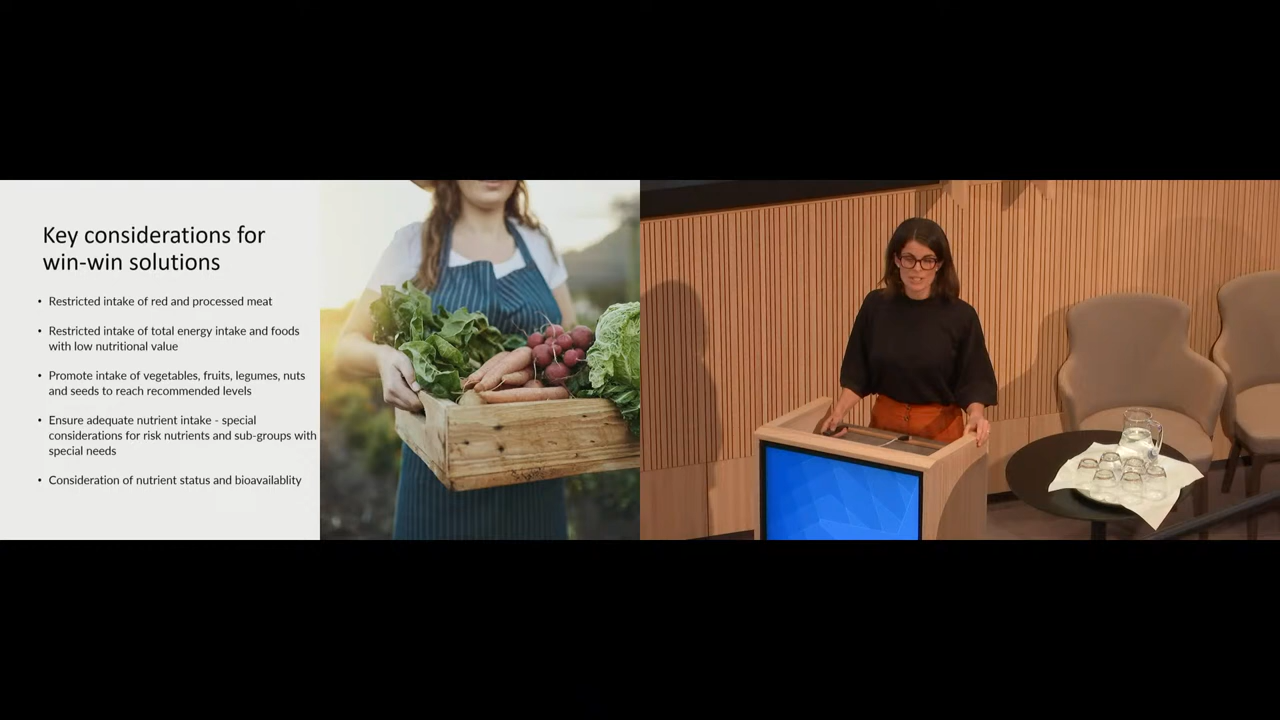 Key considerations for
win-win solutions
• Restricted intake of red and processed meat
• Restricted intake of total energy intake and foods
with low nutritional value
• Promote intake of vegetables, fruits, legumes, nuts
and seeds to reach recommended levels
• Ensure adequate nutrient intake - special
considerations for risk nutrients and sub-groups with
special needs
• Consideration of nutrient status and bioavailablity